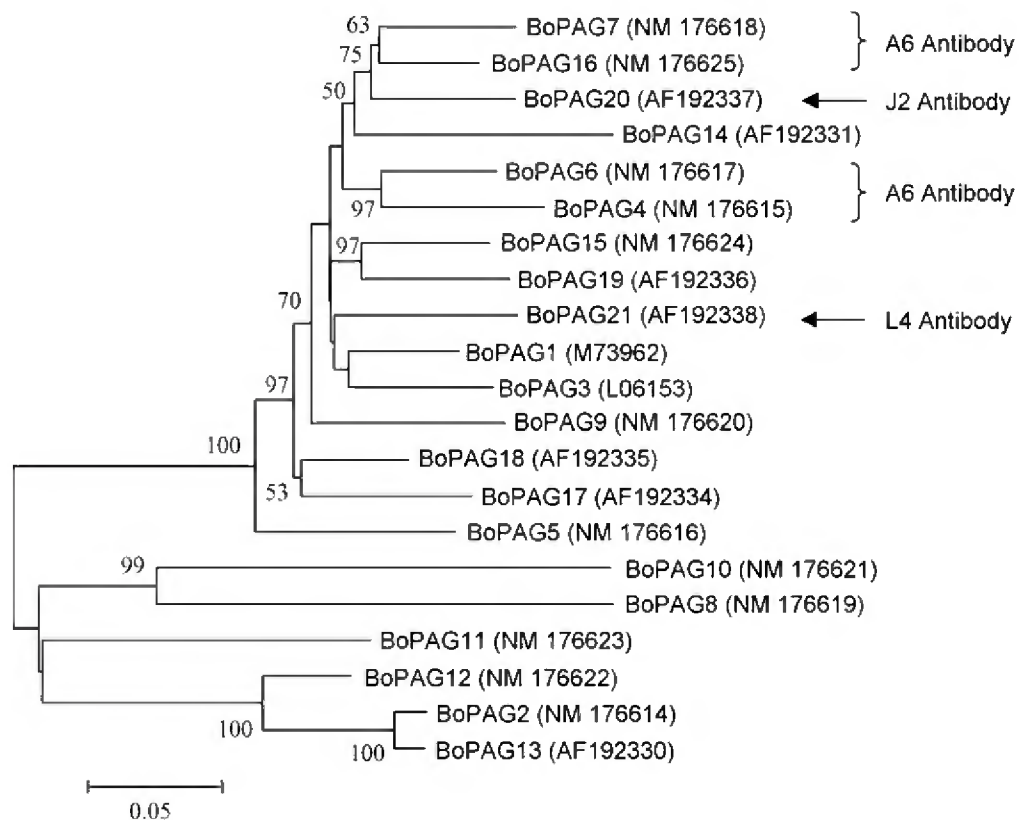 63
BoPAG7 (NM 176618)
A6 Antibody
75
BoPAG16 (NM 176625)
50
BoPAG20 (AF192337)
J2 Antibody
BoPAG14 (AF192331)
BoPAG6 (NM 176617)
A6 Antibody
97
BoPAG4 (NM 176615)
97
BoPAG15 (NM 176624)
BoPAG19 (AF192336)
70
BoPAG21 (AF192338)
L4 Antibody
BoPAG1 (M73962)
97
BoPAG3 (L06153)
BoPAG9 (NM 176620)
100
BoPAG18 (AF192335)
53
BoPAG17 (AF192334)
BoPAG5 (NM 176616)
99
BoPAG10 (NM 176621)
BoPAG8 (NM 176619)
BoPAG11 (NM 176623)
BoPAG12 (NM 176622)
BoPAG2 (NM 176614)
100
100
BoPAG13 (AF192330)
0.05